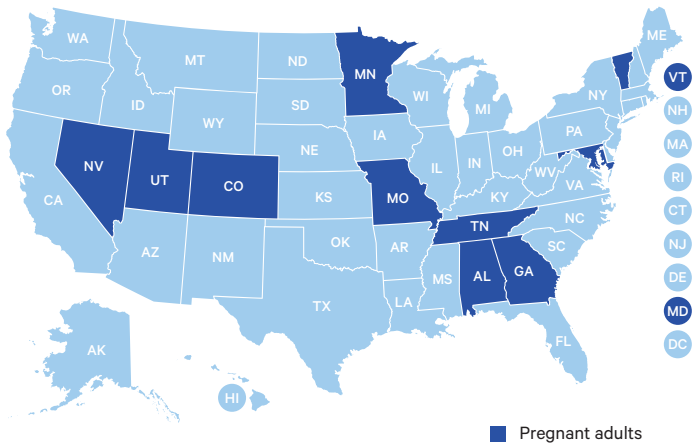 WA
MT
ND
MN
ME
OR
ID
SD
WI
MI
NY
VT
NH
WY
IA
PA
MA
NV
UT
CO
NE
IL
IN
OH
WV
VA
RI
CA
KS
MO
KY
CT
AZ
NM
OK
AR
TN
NC
SC
NJ
TX
LA
MS
AL
GA
DE
FL
MD
AK
HI
DC
Pregnant adults